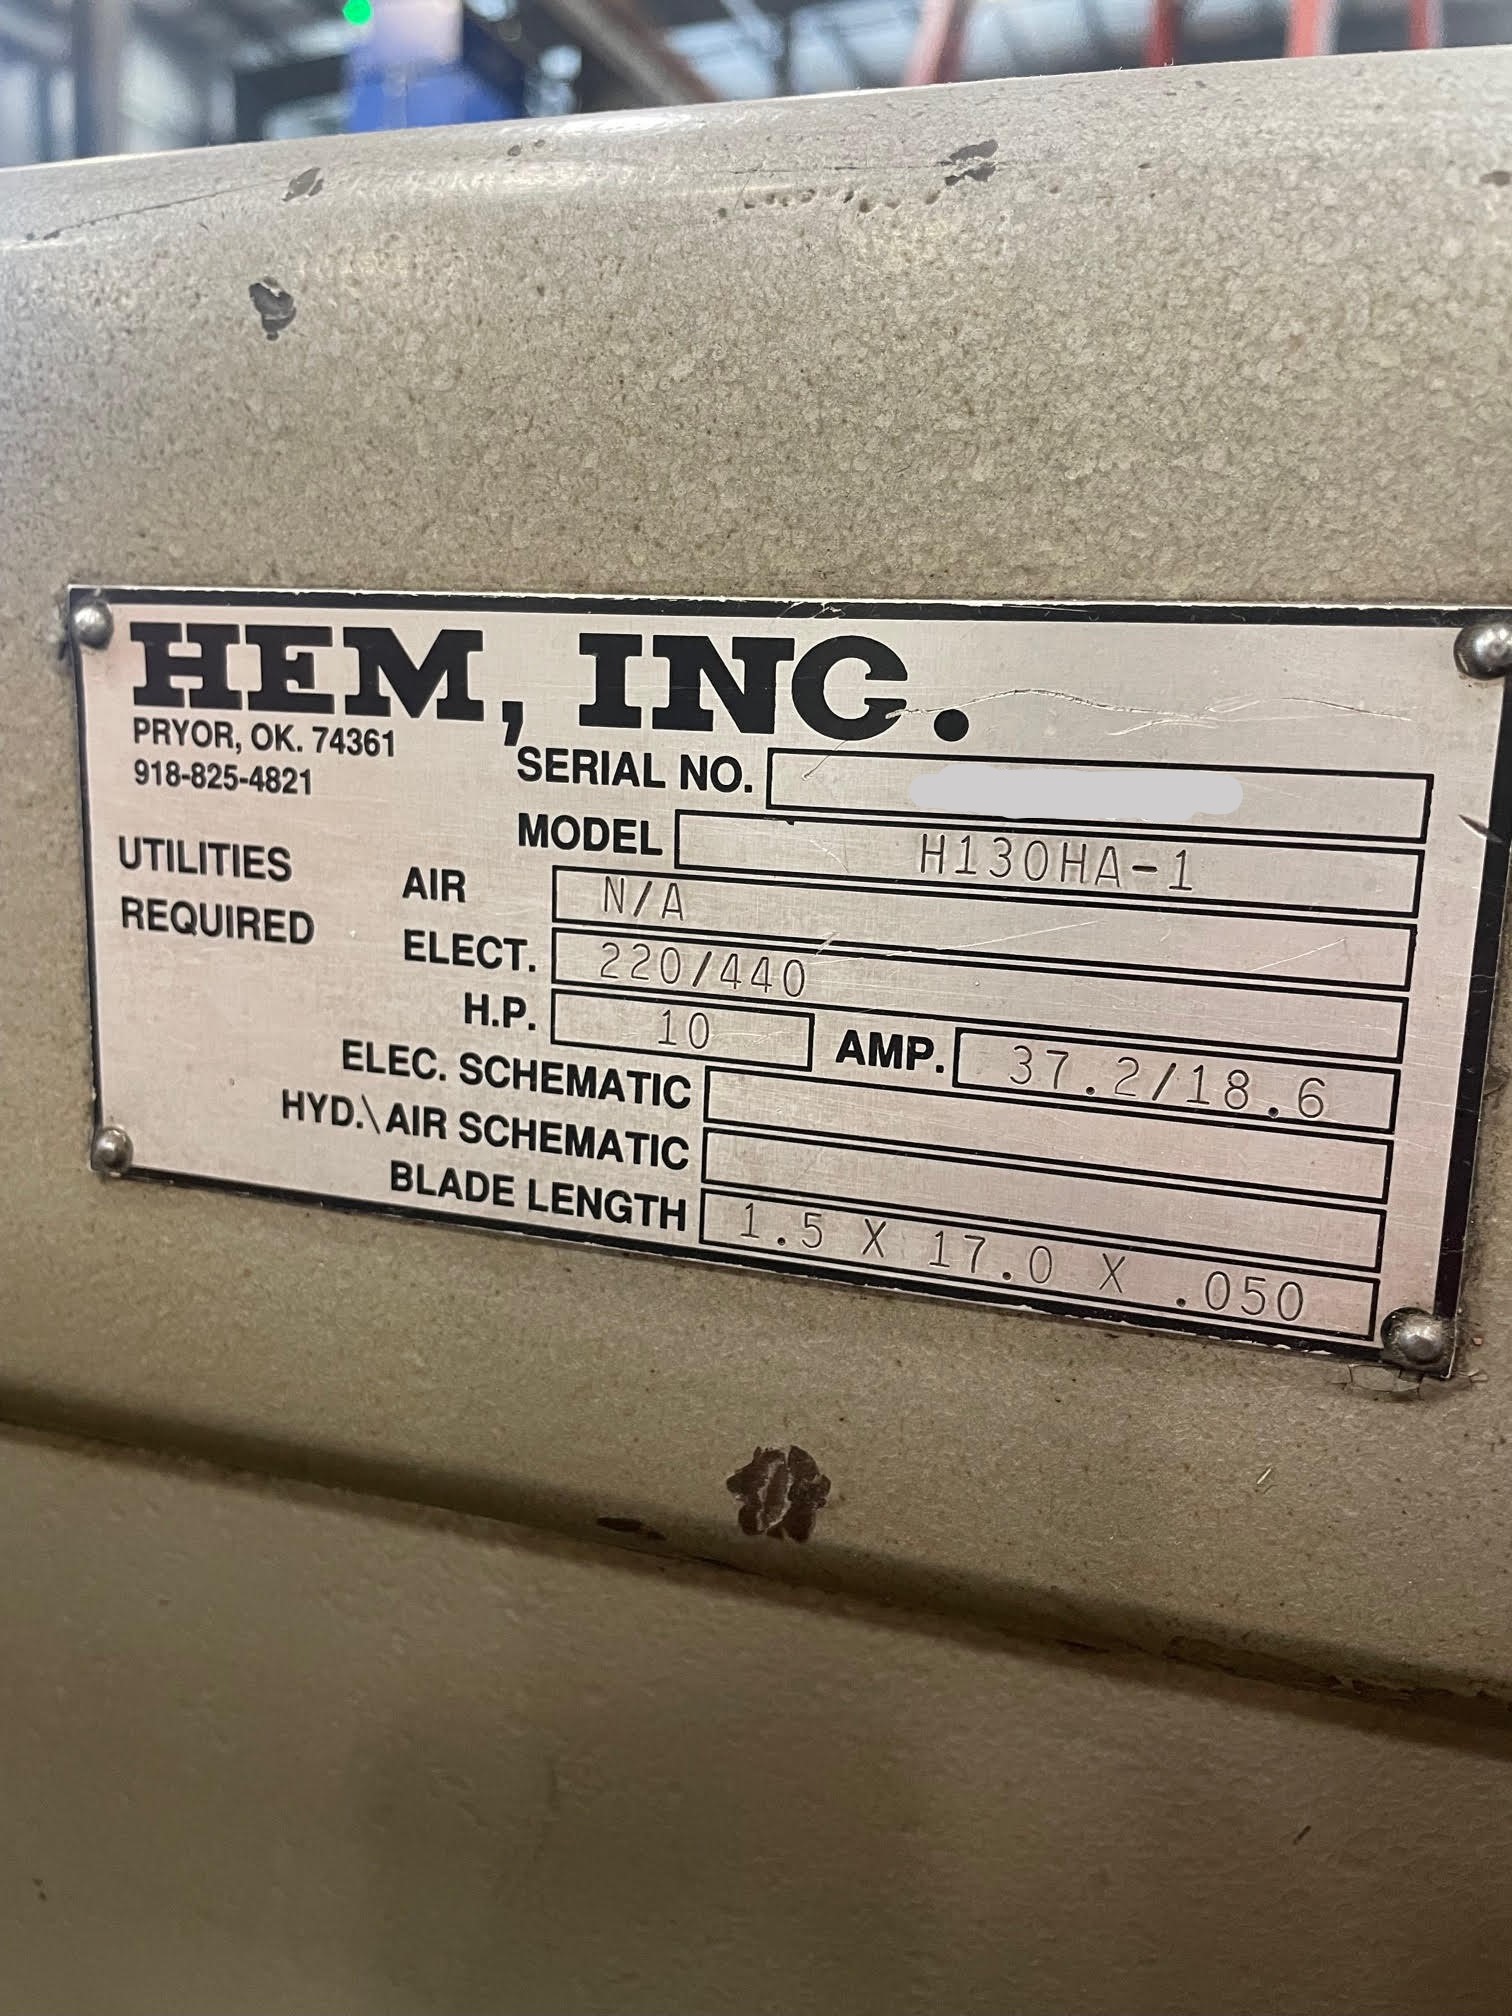 HEM, INC.
PRYOR, OK. 74361
918-825-4821
SERIAL NO.
MODEL H130HA-1
UTILITIES REQUIRED
AIR N/A
ELECT. 220/440
H.P. 10 AMP. 37.2/18.6
ELEC. SCHEMATIC
HYD.\AIR SCHEMATIC
BLADE LENGTH 1.5 X 17.0 X .050